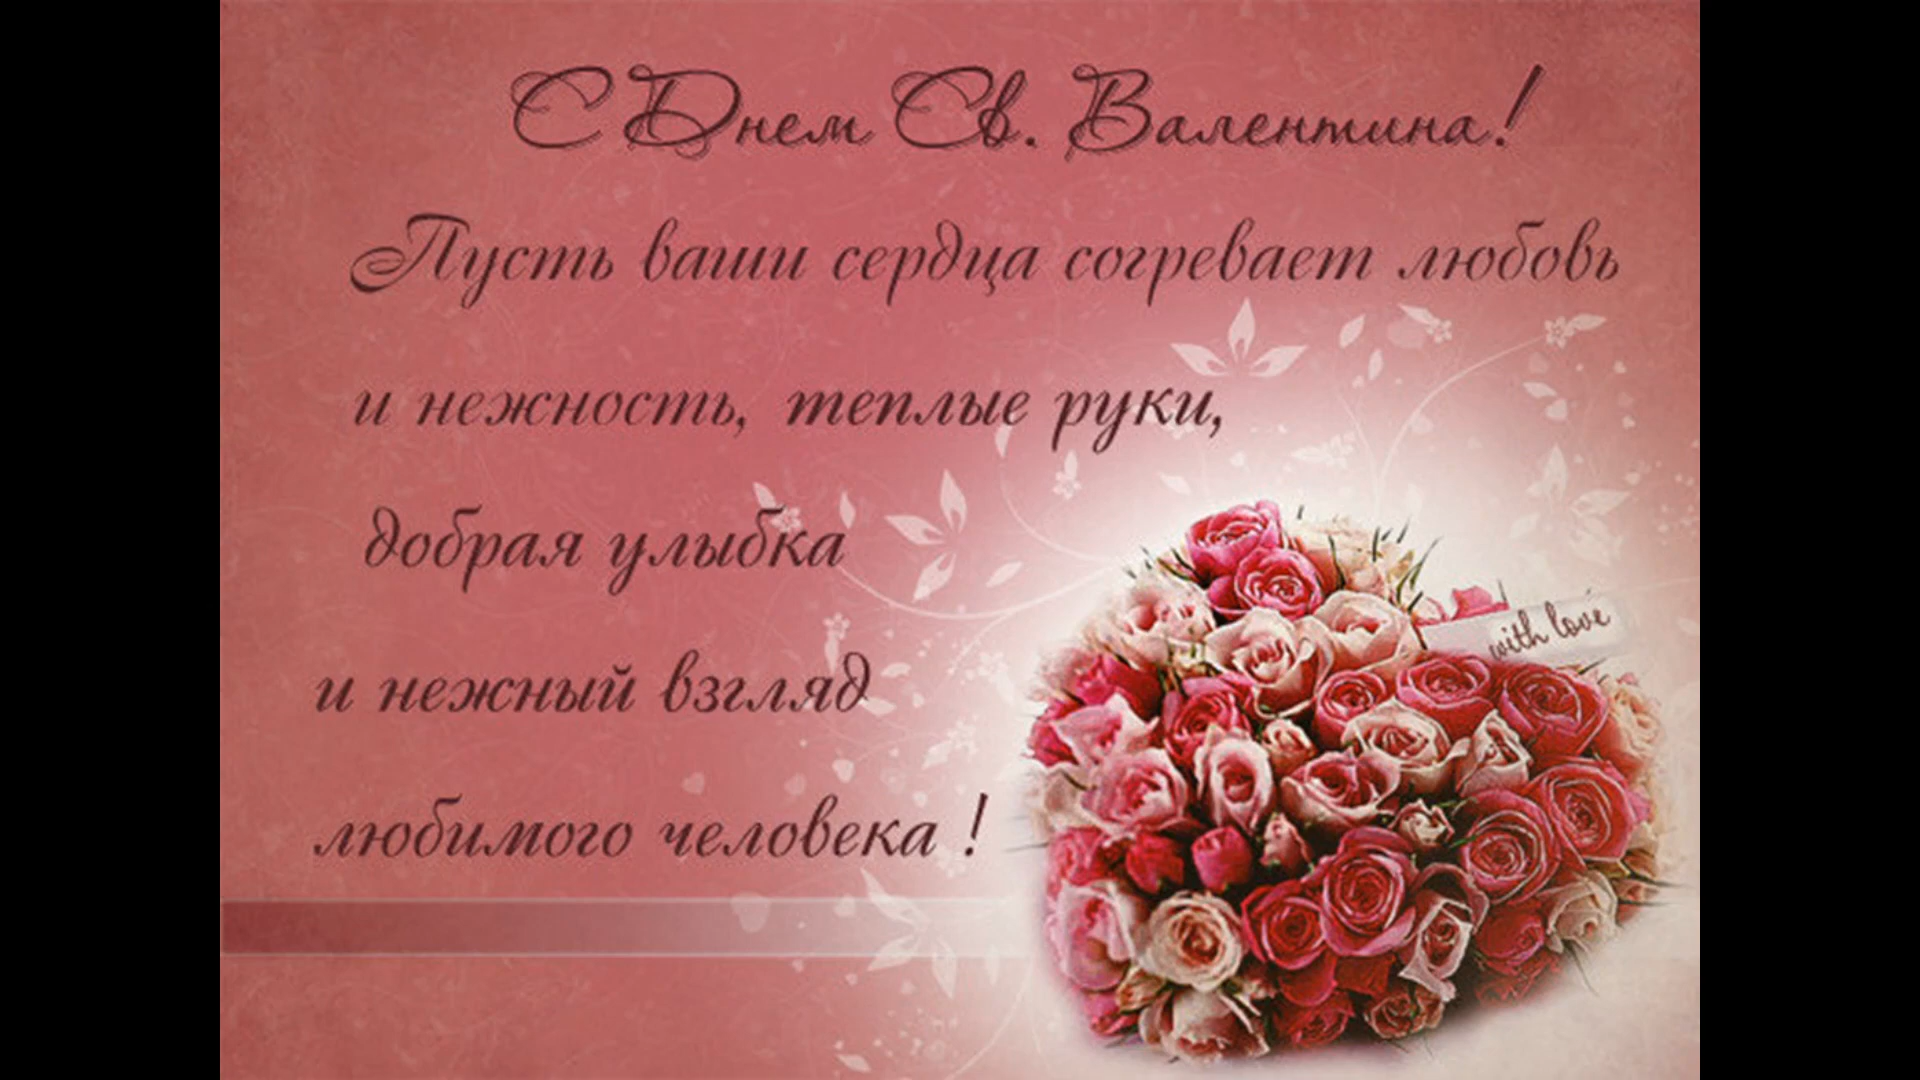 С Днем Св. Валентина!
Пусть ваши сердца согревает любовь
и нежность, теплые руки,
добрая улыбка
и нежный взгляд
любимого человека !
with love